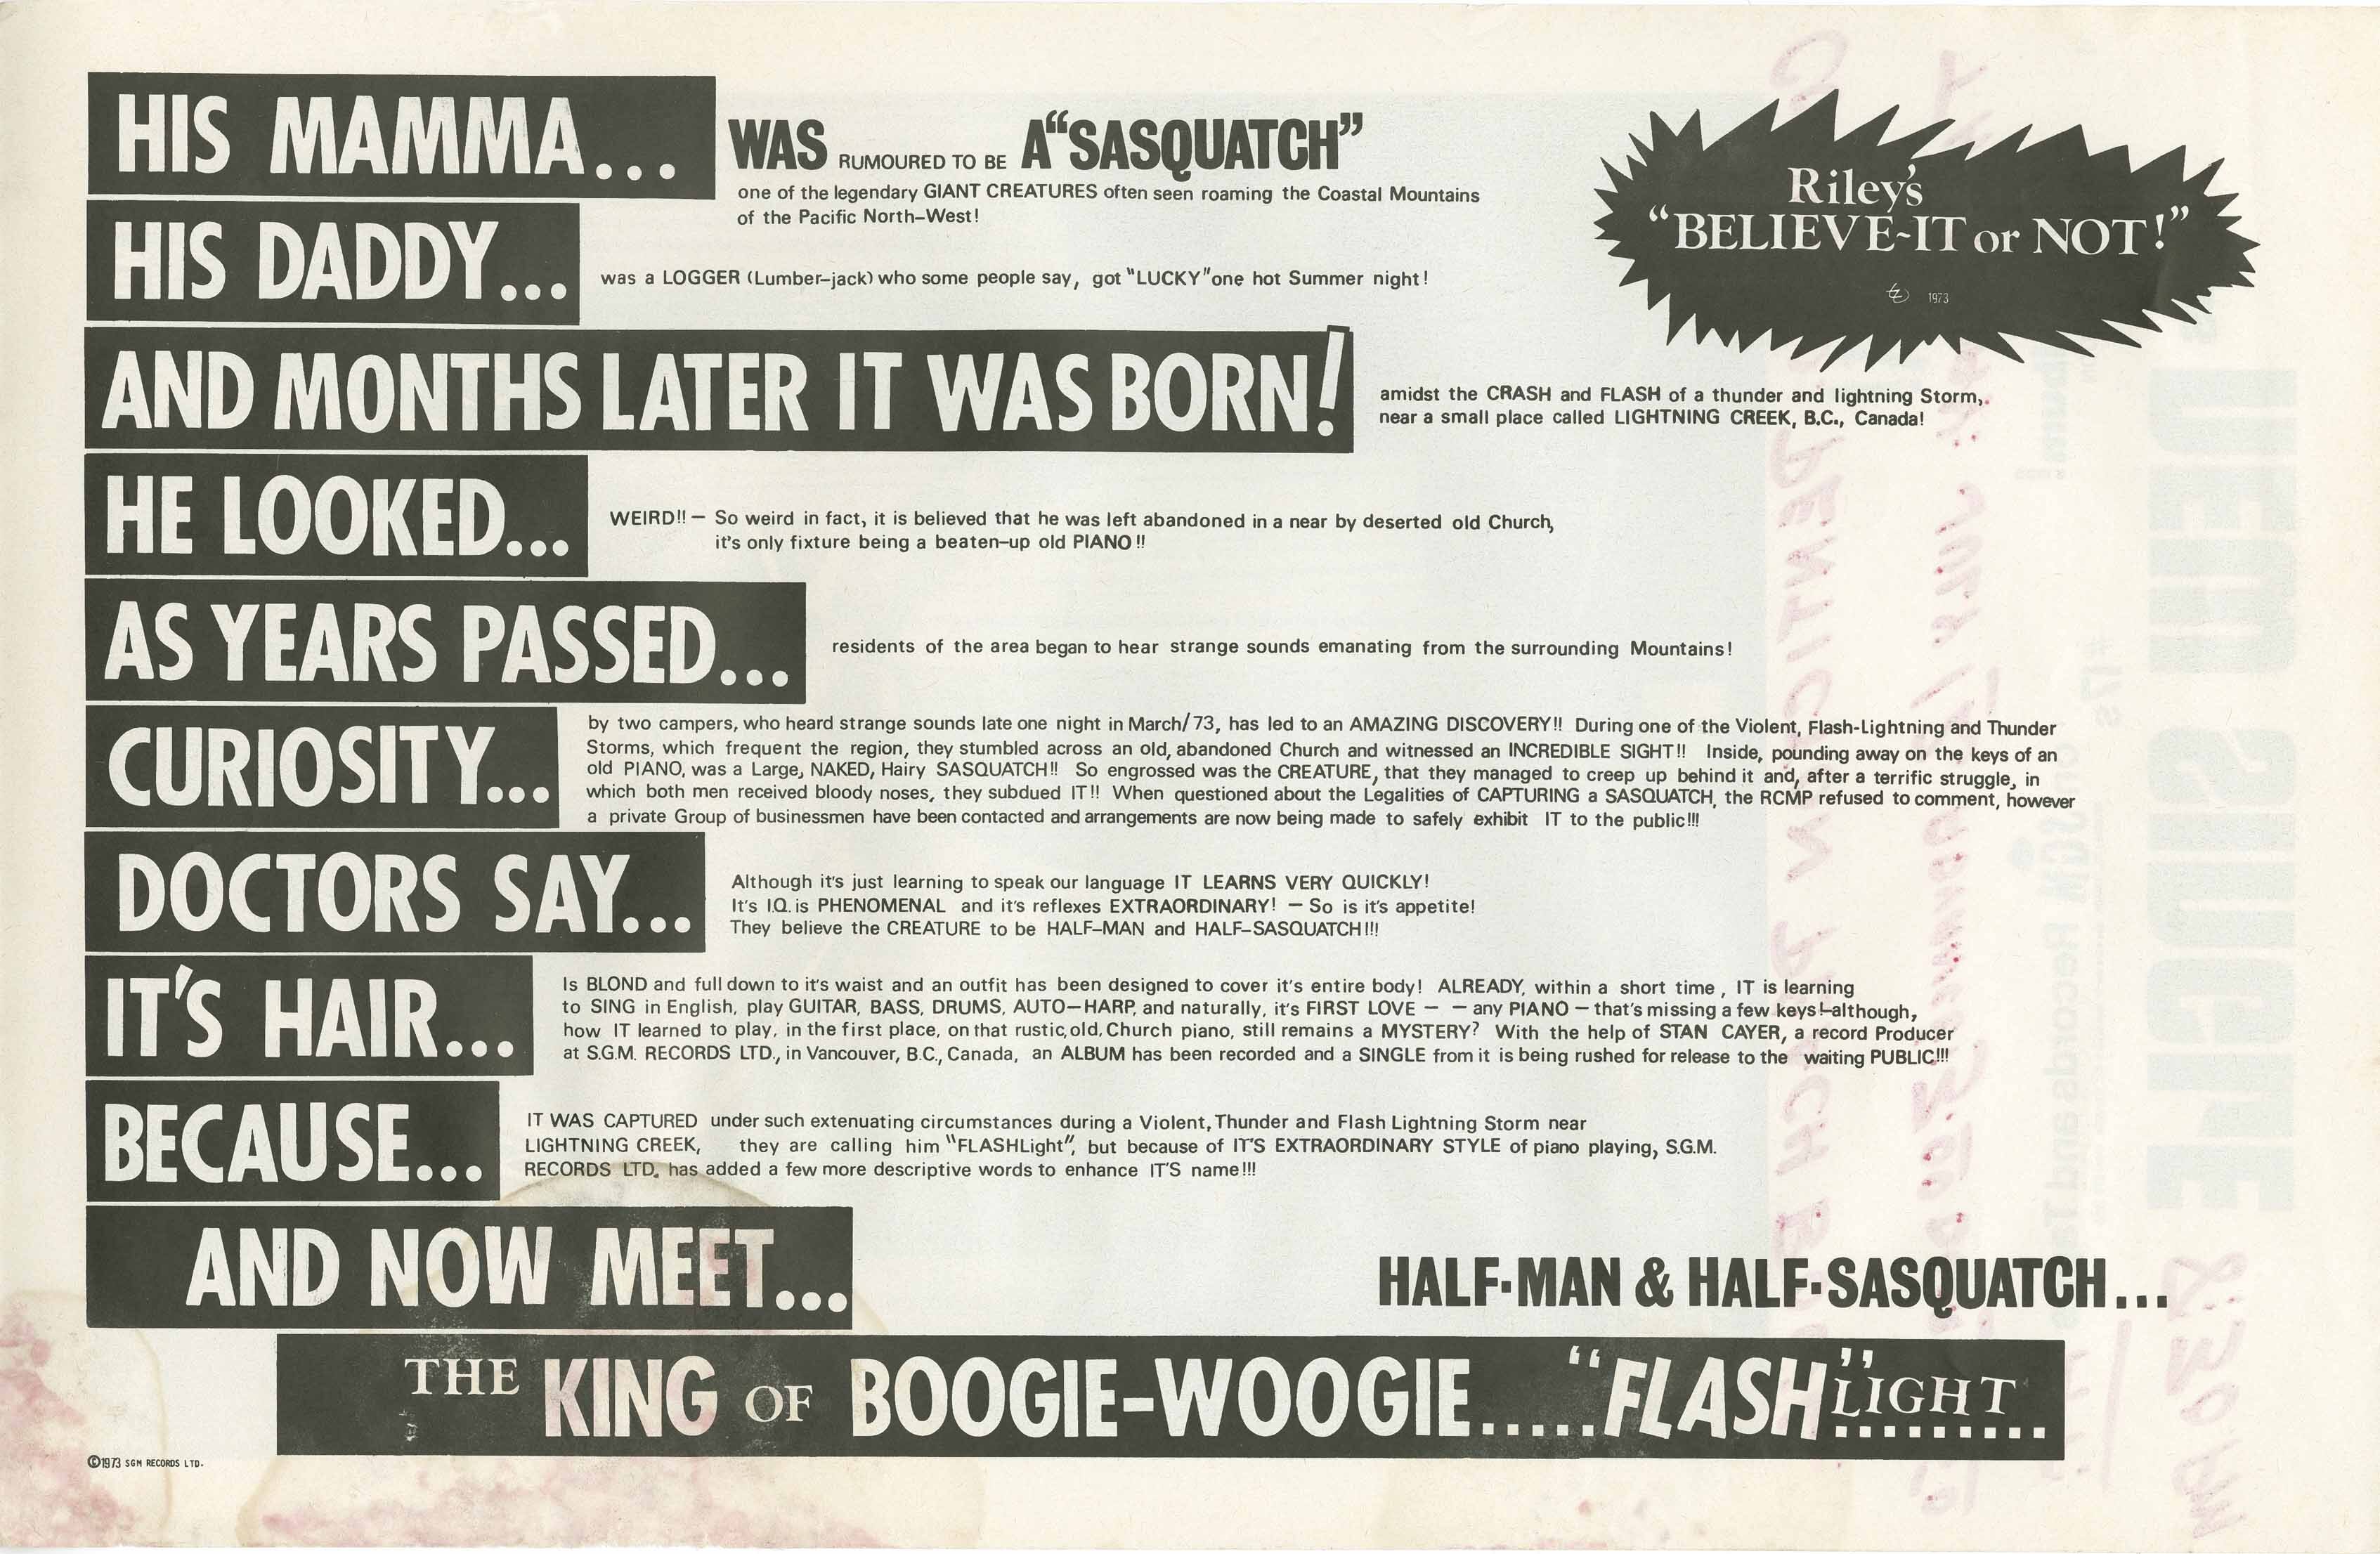 HIS MAMMA... WAS RUMOURED TO BE A "SASQUATCH"
one of the legendary GIANT CREATURES often seen roaming the Coastal Mountains
of the Pacific North-West!
Riley's
"BELIEVE-IT or NOT!"
1973
HIS DADDY... was a LOGGER (Lumber-jack) who some people say, got "LUCKY" one hot Summer night!
AND MONTHS LATER IT WAS BORN!
amidst the CRASH and FLASH of a thunder and lightning Storm,
near a small place called LIGHTNING CREEK, B.C., Canada!
HE LOOKED... WEIRD!! — So weird in fact, it is believed that he was left abandoned in a near by deserted old Church,
it's only fixture being a beaten-up old PIANO!!
AS YEARS PASSED... residents of the area began to hear strange sounds emanating from the surrounding Mountains!
CURIOSITY...
by two campers, who heard strange sounds late one night in March/73, has led to an AMAZING DISCOVERY!! During one of the Violent, Flash-Lightning and Thunder
Storms, which frequent the region, they stumbled across an old, abandoned Church and witnessed an INCREDIBLE SIGHT!! Inside, pounding away on the keys of an
old PIANO, was a Large, NAKED, Hairy SASQUATCH!! So engrossed was the CREATURE, that they managed to creep up behind it and, after a terrific struggle, in
which both men received bloody noses, they subdued IT!! When questioned about the Legalities of CAPTURING a SASQUATCH, the RCMP refused to comment, however
a private Group of businessmen have been contacted and arrangements are now being made to safely exhibit IT to the public!!!
DOCTORS SAY...
Although it's just learning to speak our language IT LEARNS VERY QUICKLY!
It's I.Q. is PHENOMENAL and it's reflexes EXTRAORDINARY! — So is it's appetite!
They believe the CREATURE to be HALF-MAN and HALF-SASQUATCH!!!
IT'S HAIR...
Is BLOND and full down to it's waist and an outfit has been designed to cover it's entire body! ALREADY, within a short time, IT is learning
to SING in English, play GUITAR, BASS, DRUMS, AUTO-HARP, and naturally, it's FIRST LOVE — — any PIANO — that's missing a few keys!—although,
how IT learned to play, in the first place, on that rustic, old, Church piano, still remains a MYSTERY? With the help of STAN CAYER, a record Producer
at S.G.M. RECORDS LTD., in Vancouver, B.C., Canada, an ALBUM has been recorded and a SINGLE from it is being rushed for release to the waiting PUBLIC!!!
BECAUSE...
IT WAS CAPTURED under such extenuating circumstances during a Violent, Thunder and Flash Lightning Storm near
LIGHTNING CREEK, they are calling him "FLASHLight", but because of IT'S EXTRAORDINARY STYLE of piano playing, S.G.M.
RECORDS LTD. has added a few more descriptive words to enhance IT'S name!!!
AND NOW MEET...
HALF-MAN & HALF-SASQUATCH...
THE KING OF BOOGIE-WOOGIE....."FLASH"LIGHT.........
©1973 SGM RECORDS LTD.